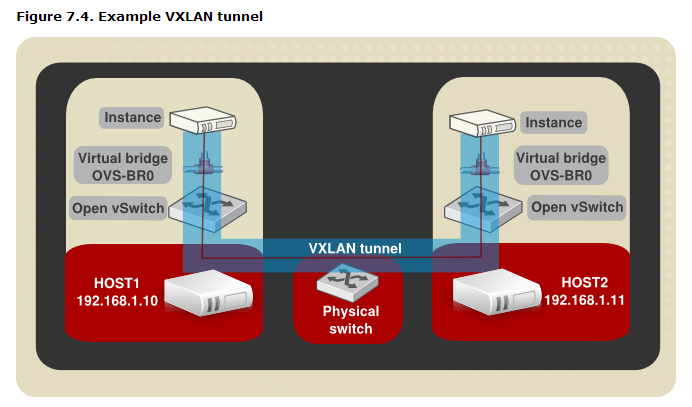 Figure 7.4. Example VXLAN tunnel
Instance
Virtual bridge
OVS-BR0
Open vSwitch
Instance
Virtual bridge
OVS-BR0
Open vSwitch
VXLAN tunnel
HOST1
192.168.1.10
Physical
switch
HOST2
192.168.1.11